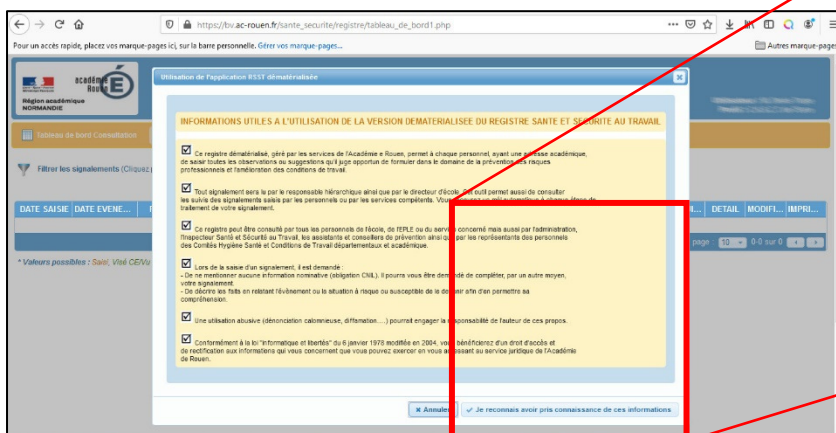 https://bv.ac-rouen.fr/sante_securite/registre/tableau_de_bord1.php
Pour un accès rapide, placez vos marque-pages ici, sur la barre personnelle. Gérer vos marque-pages...
Autres marque-pages
académie
Région académique
NORMANDIE
Utilisation de l'application RSST dématérialisée
Tableau de bord Consultation
Filtrer les signalements (Cliquez
DATE SAISIE DATE EVENE...
DETAIL MODIFI... IMPRI...
page : 10 0-0 sur 0
* Valeurs possibles : Saisi, Visé CE/Vu
INFORMATIONS UTILES A L'UTILISATION DE LA VERSION DEMATERIALISEE DU REGISTRE SANTE ET SECURITE AU TRAVAIL
Ce registre dématérialisé, géré par les services de l'Académie e Rouen, permet à chaque personnel, ayant une adresse académique,
de saisir toutes les observations ou suggestions qu'il juge opportun de formuler dans le domaine de la prévention des risques
professionnels et l'amélioration des conditions de travail.
Tout signalement sera lu par le responsable hiérarchique ainsi que par le directeur d'école. Cet outil permet aussi de consulter
les suivis des signalements saisis par les personnels ou par les services compétents. Vous un mél automatique à chaque étape de
traitement de votre signalement.
Ce registre peut être consulté par tous les personnels de l'école, de l'EPLE ou du service concerné mais aussi par l'administration,
l'Inspecteur Santé et Sécurité au Travail, les assistants et conseillers de prévention ainsi que par les représentants des personnels
des Comités Hygiène Santé et Conditions de Travail départementaux et académique.
Lors de la saisie d'un signalement, il est demandé :
- De ne mentionner aucune information nominative (obligation CNIL). Il pourra vous être demandé de compléter, par un autre moyen,
votre signalement.
- De décrire les faits en relatant l'évènement ou la situation à risque ou susceptible de le devenir afin d'en permettre sa
compréhension.
Une utilisation abusive (dénonciation calomnieuse, diffamation....) pourrait engager la responsabilité de l'auteur de ces propos.
Conformément à la loi "informatique et libertés" du 6 janvier 1978 modifiée en 2004, vous bénéficierez d'un droit d'accès et
de rectification aux informations qui vous concernent que vous pouvez exercer en vous adressant au service juridique de l'Académie
de Rouen.
Annuler
Je reconnais avoir pris connaissance de ces informations